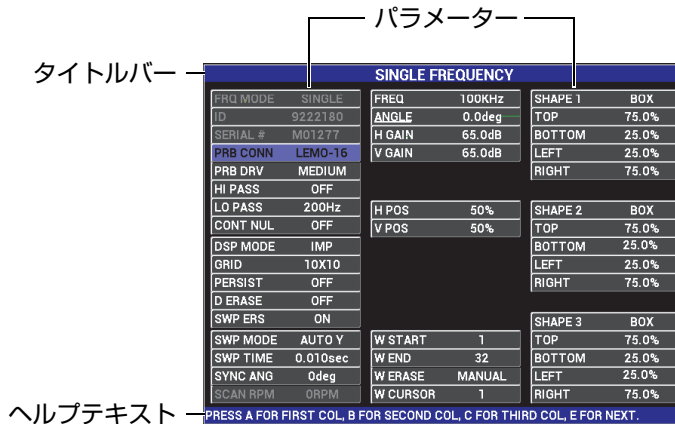 パラメーター
タイトルバー
SINGLE FREQUENCY
FRQ MODE SINGLE
ID 9222180
SERIAL # M01277
PRB CONN LEMO-16
PRB DRV MEDIUM
HI PASS OFF
LO PASS 200Hz
CONT NUL OFF
DSP MODE IMP
GRID 10X10
PERSIST OFF
D ERASE OFF
SWP ERS ON
SWP MODE AUTO Y
SWP TIME 0.010sec
SYNC ANG 0deg
SCAN RPM 0RPM
FREQ 100KHz
ANGLE 0.0deg
H GAIN 65.0dB
V GAIN 65.0dB
H POS 50%
V POS 50%
W START 1
W END 32
W ERASE MANUAL
W CURSOR 1
SHAPE 1 BOX
TOP 75.0%
BOTTOM 25.0%
LEFT 25.0%
RIGHT 75.0%
SHAPE 2 BOX
TOP 75.0%
BOTTOM 25.0%
LEFT 25.0%
RIGHT 75.0%
SHAPE 3 BOX
TOP 75.0%
BOTTOM 25.0%
LEFT 25.0%
RIGHT 75.0%
ヘルプテキスト
PRESS A FOR FIRST COL, B FOR SECOND COL, C FOR THIRD COL, E FOR NEXT.